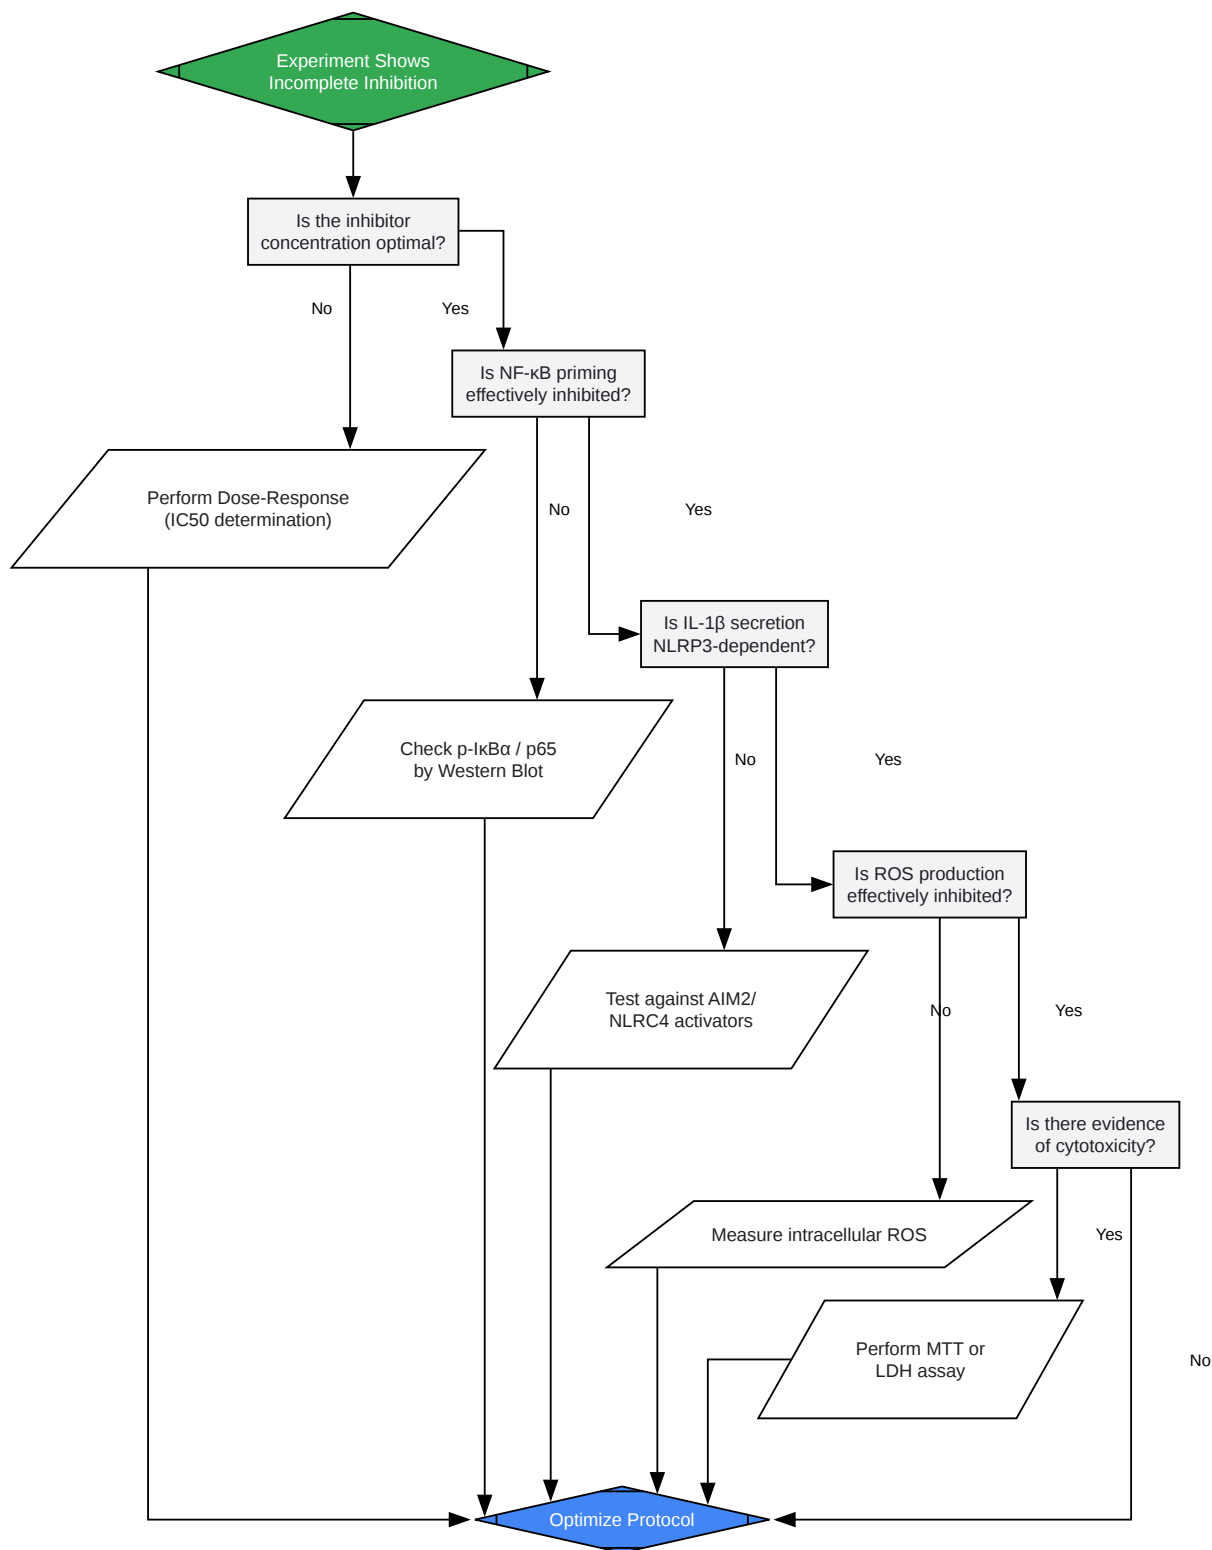 Experiment Shows
Incomplete Inhibition
Is the inhibitor
concentration optimal?
No
Yes
Is NF-κB priming
effectively inhibited?
Perform Dose-Response
(IC50 determination)
No
Yes
Is IL-1β secretion
NLRP3-dependent?
Check p-IκBα / p65
by Western Blot
No
Yes
Is ROS production
effectively inhibited?
Test against AIM2/
NLRC4 activators
No
Yes
Is there evidence
of cytotoxicity?
Measure intracellular ROS
Yes
Perform MTT or
LDH assay
No
Optimize Protocol